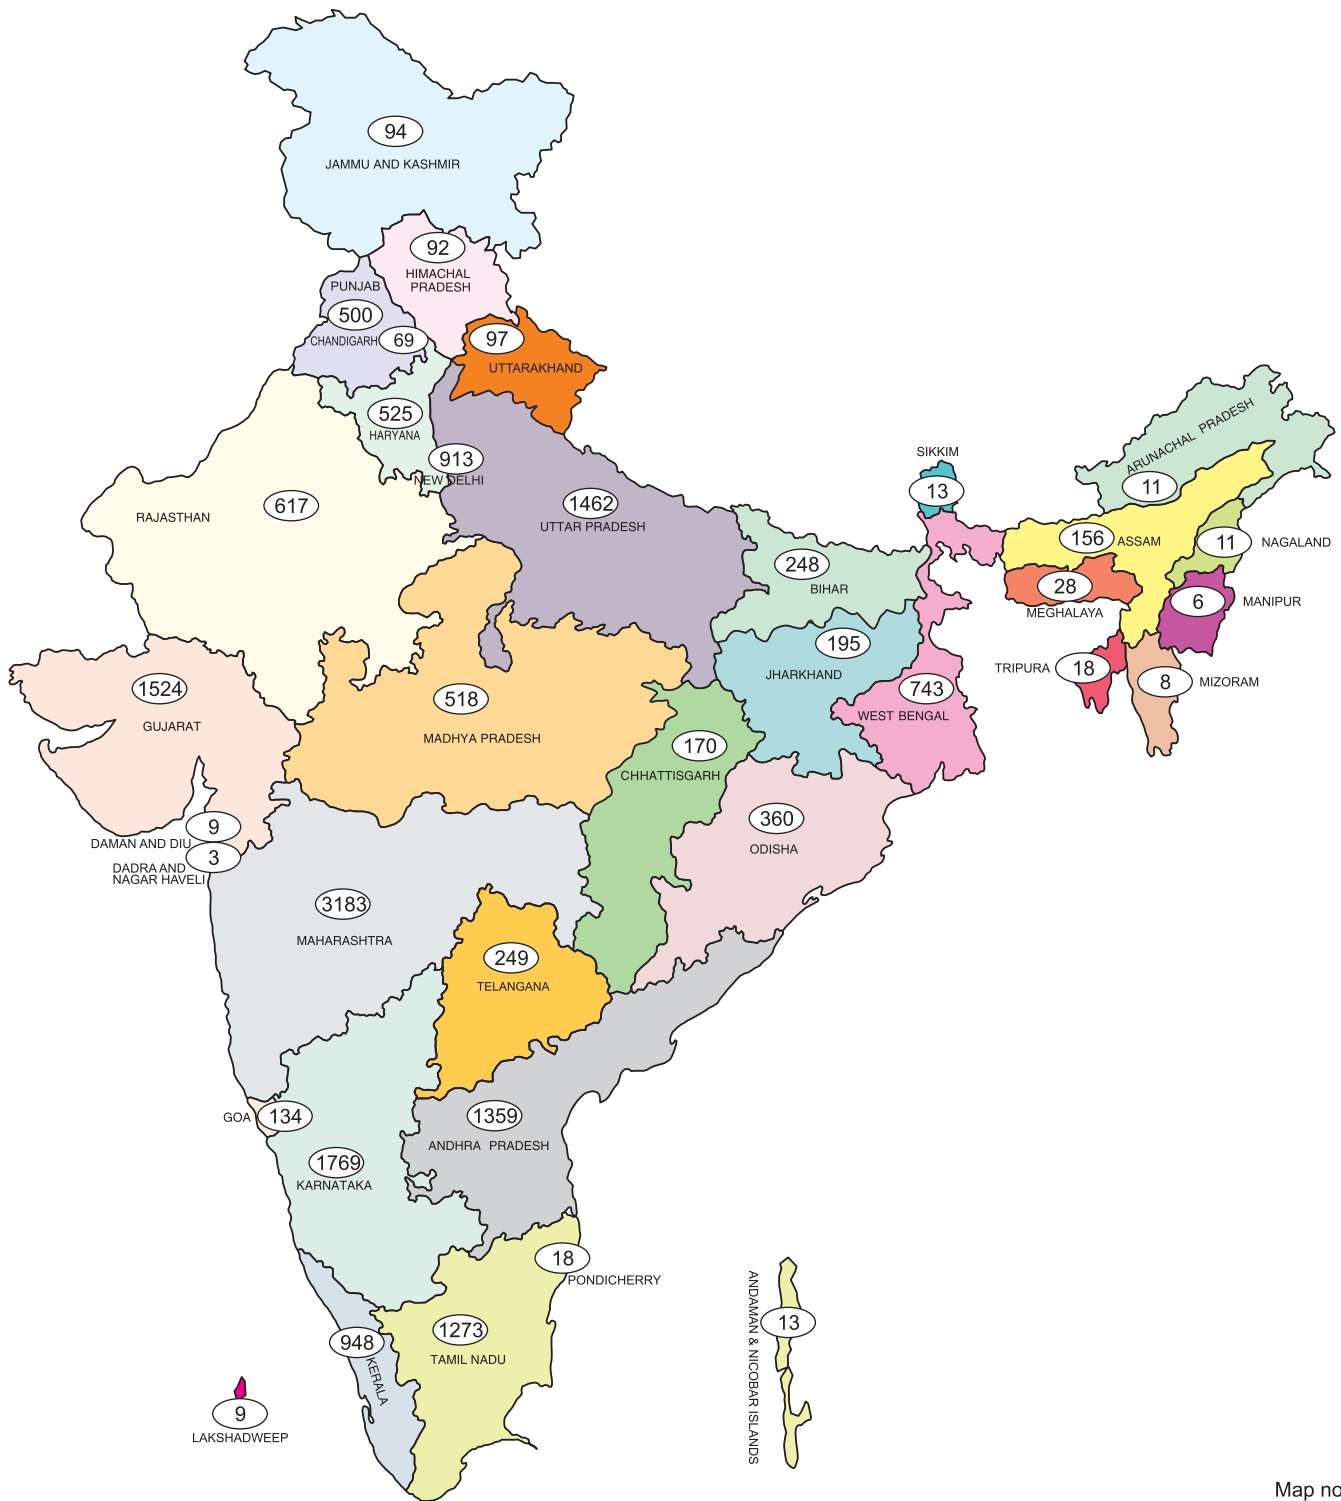 94
JAMMU AND KASHMIR
92
HIMACHAL
PRADESH
PUNJAB
500
CHANDIGARH
69
97
UTTARAKHAND
525
HARYANA
913
NEW DELHI
617
RAJASTHAN
1462
UTTAR PRADESH
SIKKIM
13
ARUNACHAL PRADESH
11
156
ASSAM
11
NAGALAND
248
BIHAR
28
MEGHALAYA
6
MANIPUR
195
JHARKHAND
TRIPURA
18
8
MIZORAM
1524
GUJARAT
518
MADHYA PRADESH
743
WEST BENGAL
170
CHHATTISGARH
360
ODISHA
9
DAMAN AND DIU
3
DADRA AND
NAGAR HAVELI
3183
MAHARASHTRA
249
TELANGANA
GOA
134
1359
ANDHRA PRADESH
1769
KARNATAKA
18
PONDICHERRY
948
KERALA
1273
TAMIL NADU
13
ANDAMAN & NICOBAR ISLANDS
9
LAKSHADWEEP
Map no